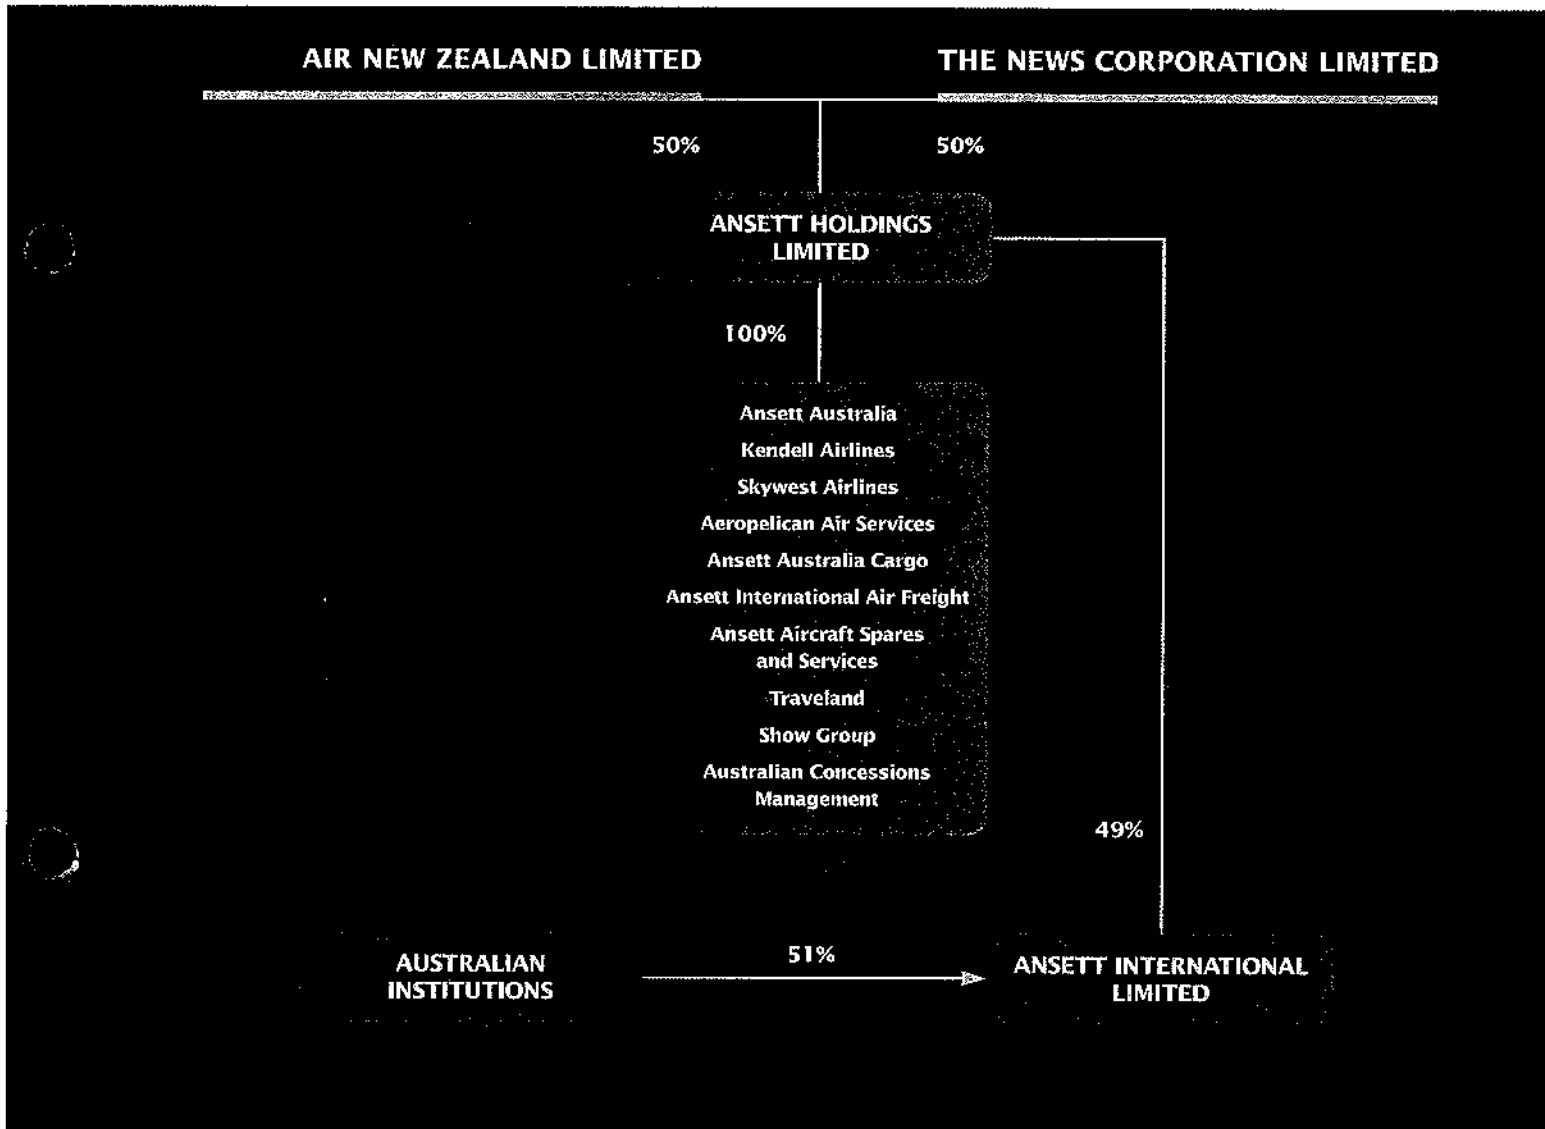 AIR NEW ZEALAND LIMITED
THE NEWS CORPORATION LIMITED
50%
50%
ANSETT HOLDINGS
LIMITED
100%
Ansett Australia
Kendell Airlines
Skywest Airlines
Aeropelican Air Services
Ansett Australia Cargo
Ansett International Air Freight
Ansett Aircraft Spares
and Services
Traveland
Show Group
Australian Concessions
Management
49%
AUSTRALIAN
INSTITUTIONS
51%
ANSETT INTERNATIONAL
LIMITED